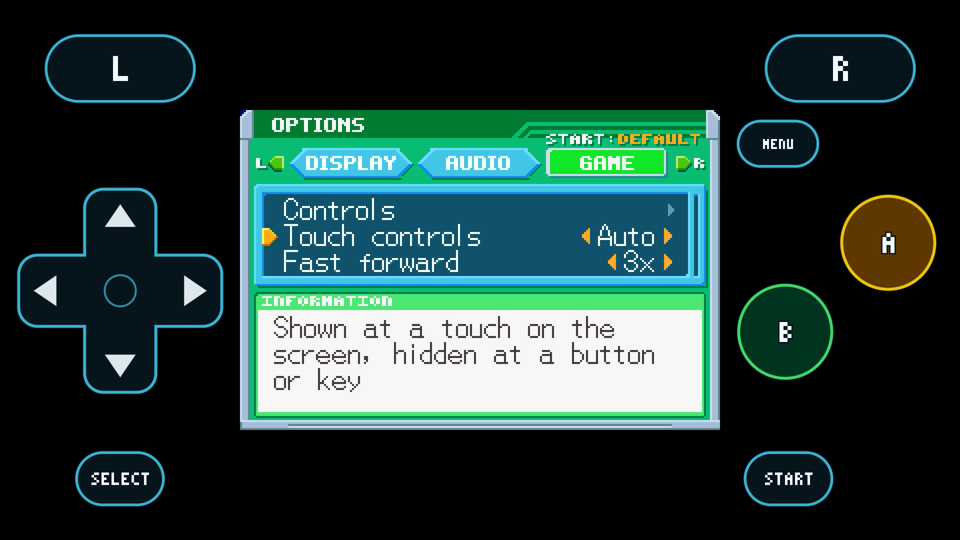 L
R
OPTIONS
START:DEFAULT
MENU
L DISPLAY AUDIO GAME R
Controls
Touch controls Auto
Fast forward 3x
A
INFORMATION
Shown at a touch on the
screen, hidden at a button
or key
B
SELECT
START